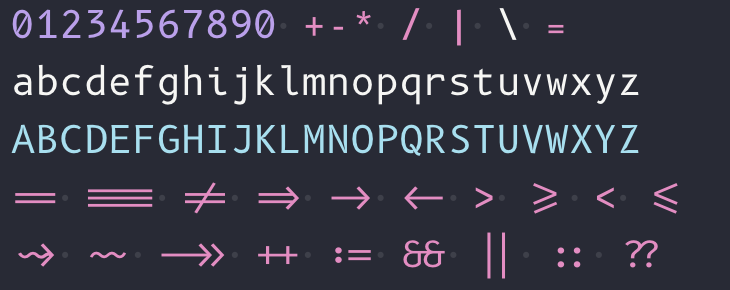 01234567890 + - * / | \ =
abcdefghijklmnopqrstuvwxyz
ABCDEFGHIJKLMNOPQRSTUVWXYZ
== === != => -> <- > >= < <=
~> ~~ ->> ++ := && || :: ??